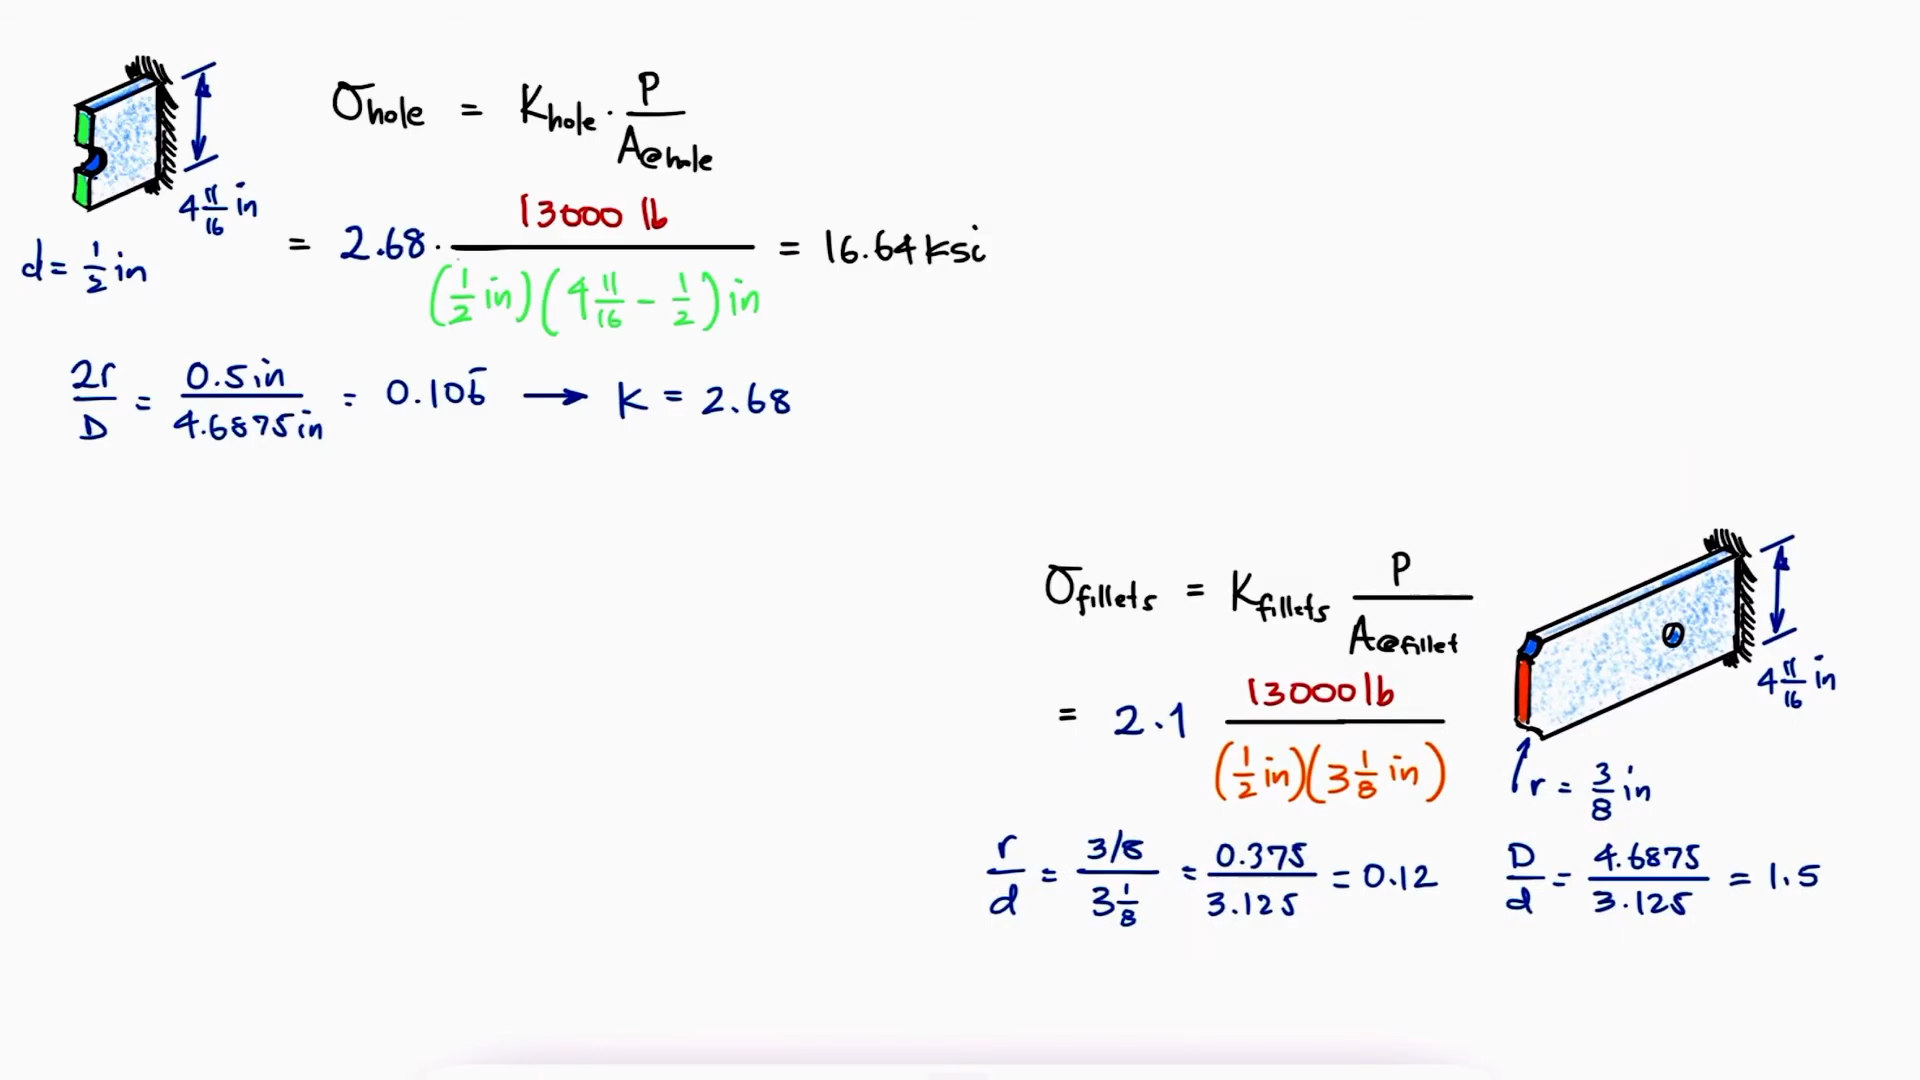 σhole = Khole · P / A@hole
4 11/16 in
d = 1/2 in
= 2.68 · 13000 lb / (1/2 in)(4 11/16 - 1/2) in = 16.64 ksi
2r/D = 0.5 in / 4.6875 in = 0.106̄ → K = 2.68
σfillets = Kfillets P / A@fillet
4 11/16 in
= 2.1 13000 lb / (1/2 in)(3 1/8 in)
r = 3/8 in
r/d = 3/8 / 3 1/8 = 0.375 / 3.125 = 0.12
D/d = 4.6875 / 3.125 = 1.5